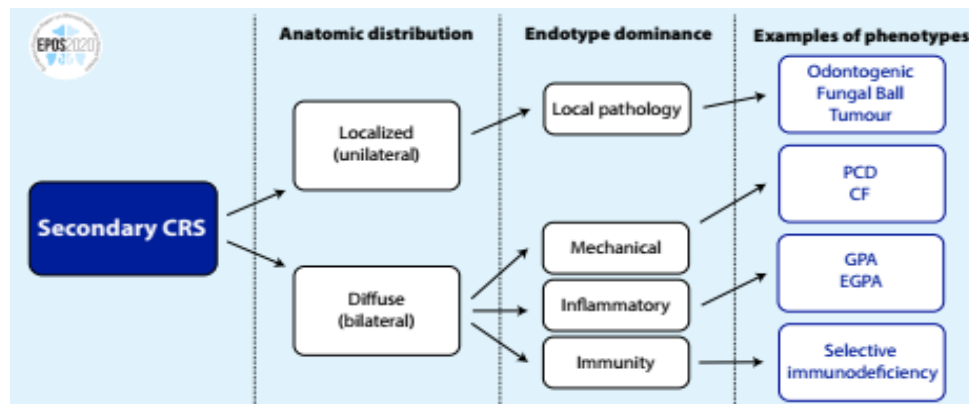 EPOS2020
Anatomic distribution
Endotype dominance
Examples of phenotypes
Secondary CRS
Localized
(unilateral)
Diffuse
(bilateral)
Local pathology
Mechanical
Inflammatory
Immunity
Odontogenic
Fungal Ball
Tumour
PCD
CF
GPA
EGPA
Selective
immunodeficiency